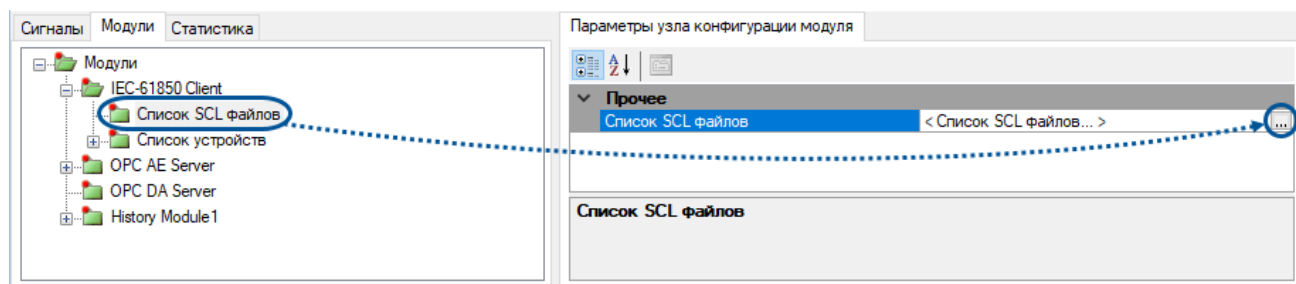 Сигналы Модули Статистика
Модули
IEC-61850 Client
Список SCL файлов
Список устройств
OPC AE Server
OPC DA Server
History Module1
Параметры узла конфигурации модуля
Прочее
Список SCL файлов < Список SCL файлов... > ...
Список SCL файлов